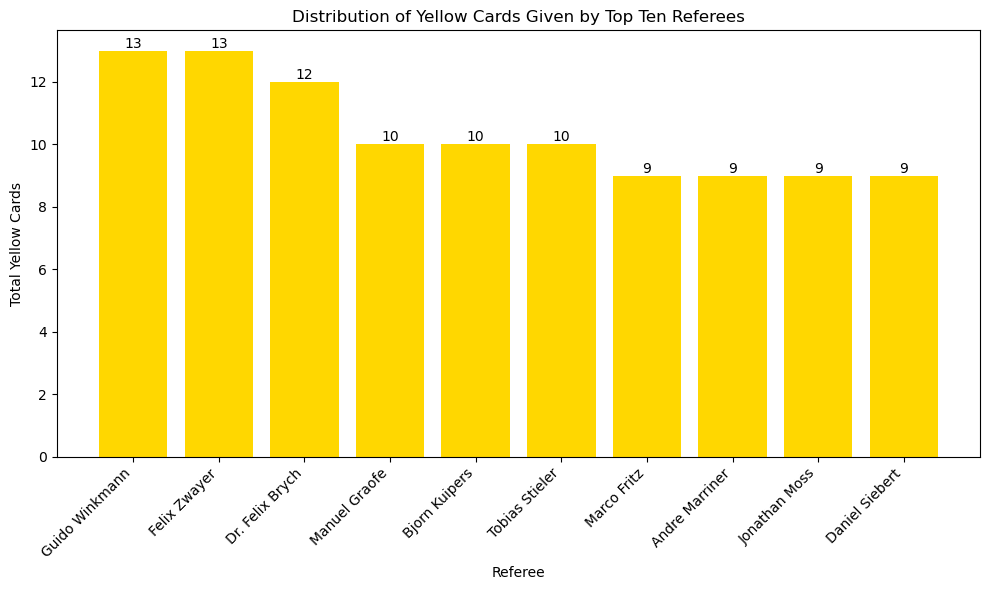 Distribution of Yellow Cards Given by Top Ten Referees
13
13
12
10
10
10
9
9
9
9
Total Yellow Cards
12
10
8
6
4
2
0
Guido Winkmann
Felix Zwayer
Dr. Felix Brych
Manuel Graofe
Bjorn Kuipers
Tobias Stieler
Marco Fritz
Andre Marriner
Jonathan Moss
Daniel Siebert
Referee